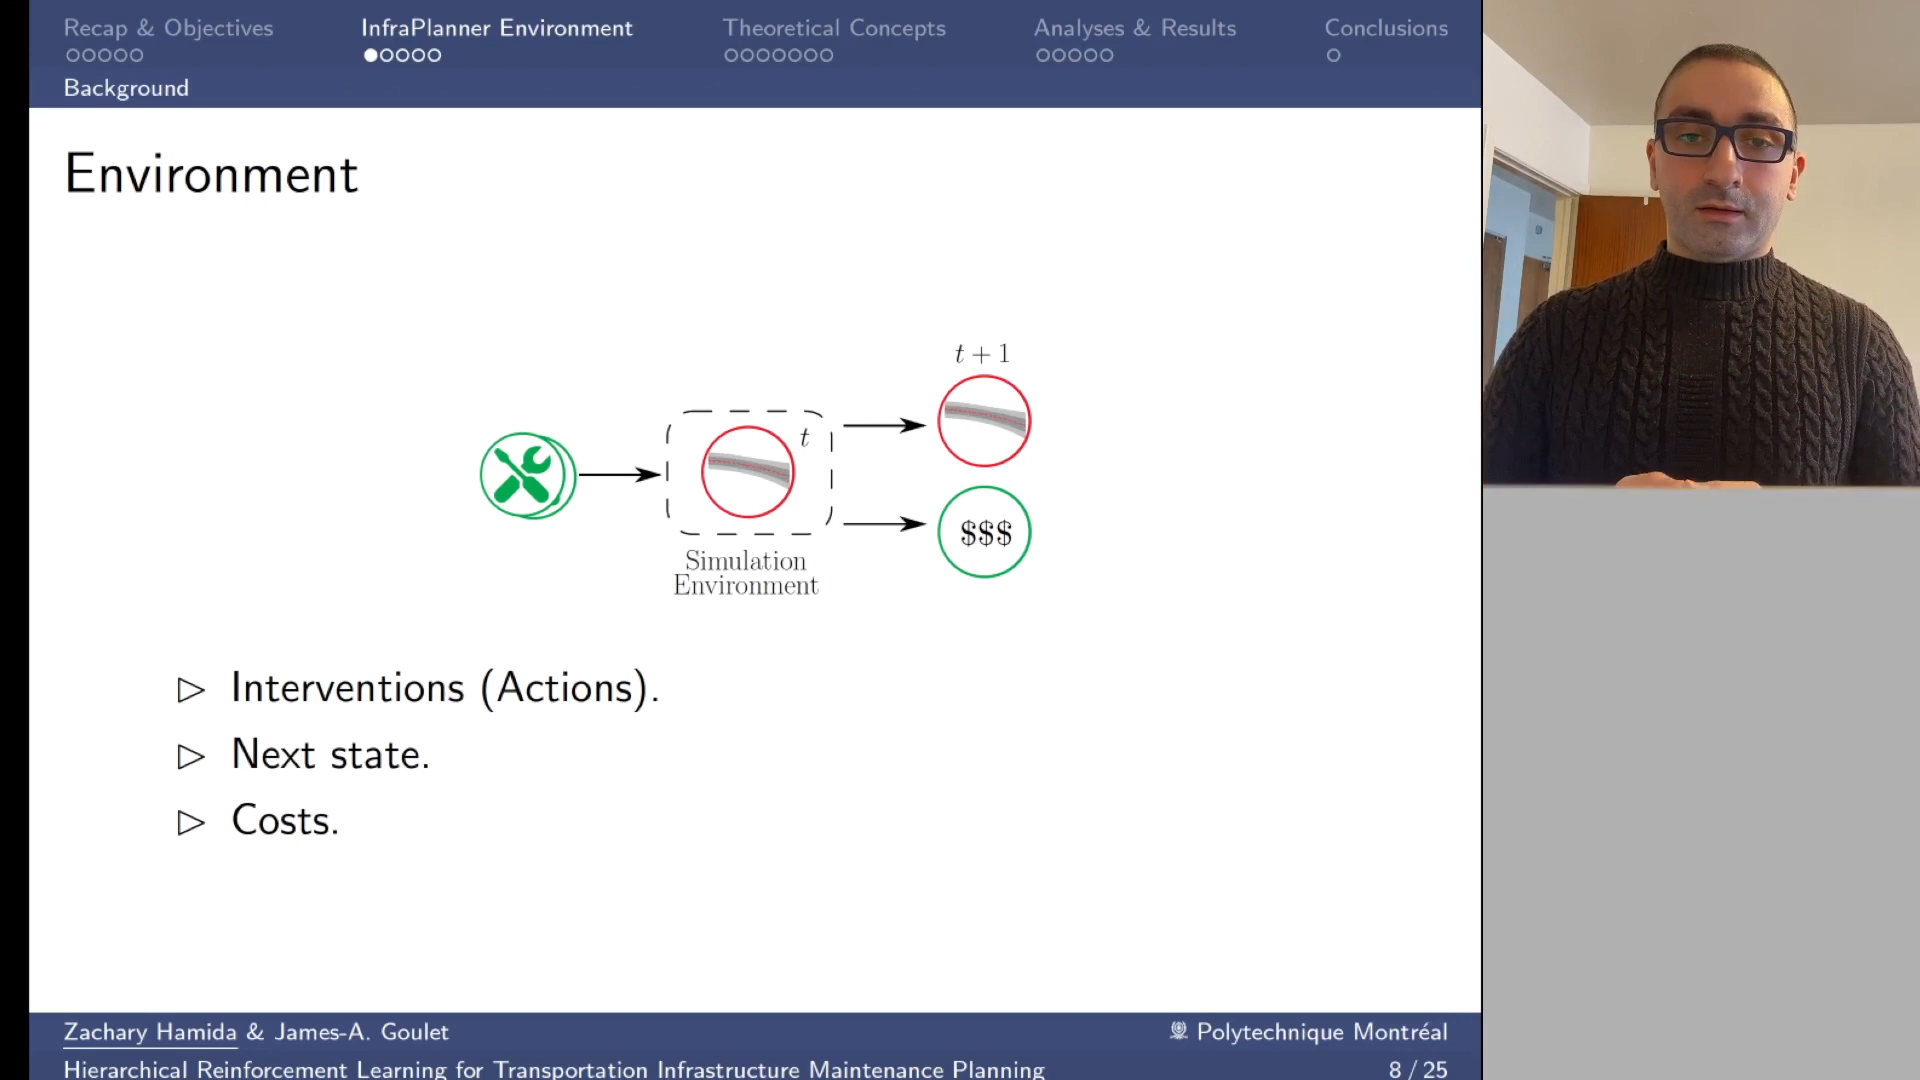 Recap & Objectives
InfraPlanner Environment
Theoretical Concepts
Analyses & Results
Conclusions
Background
Environment
t + 1
t
$$$
Simulation
Environment
Interventions (Actions).
Next state.
Costs.
Zachary Hamida & James-A. Goulet
Polytechnique Montréal
Hierarchical Reinforcement Learning for Transportation Infrastructure Maintenance Planning
8 / 25